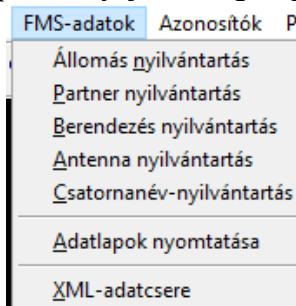 FMS-adatok Azonosítók P
Állomás nyilvántartás
Partner nyilvántartás
Berendezés nyilvántartás
Antenna nyilvántartás
Csatornanév-nyilvántartás
Adatlapok nyomtatása
XML-adatcsere